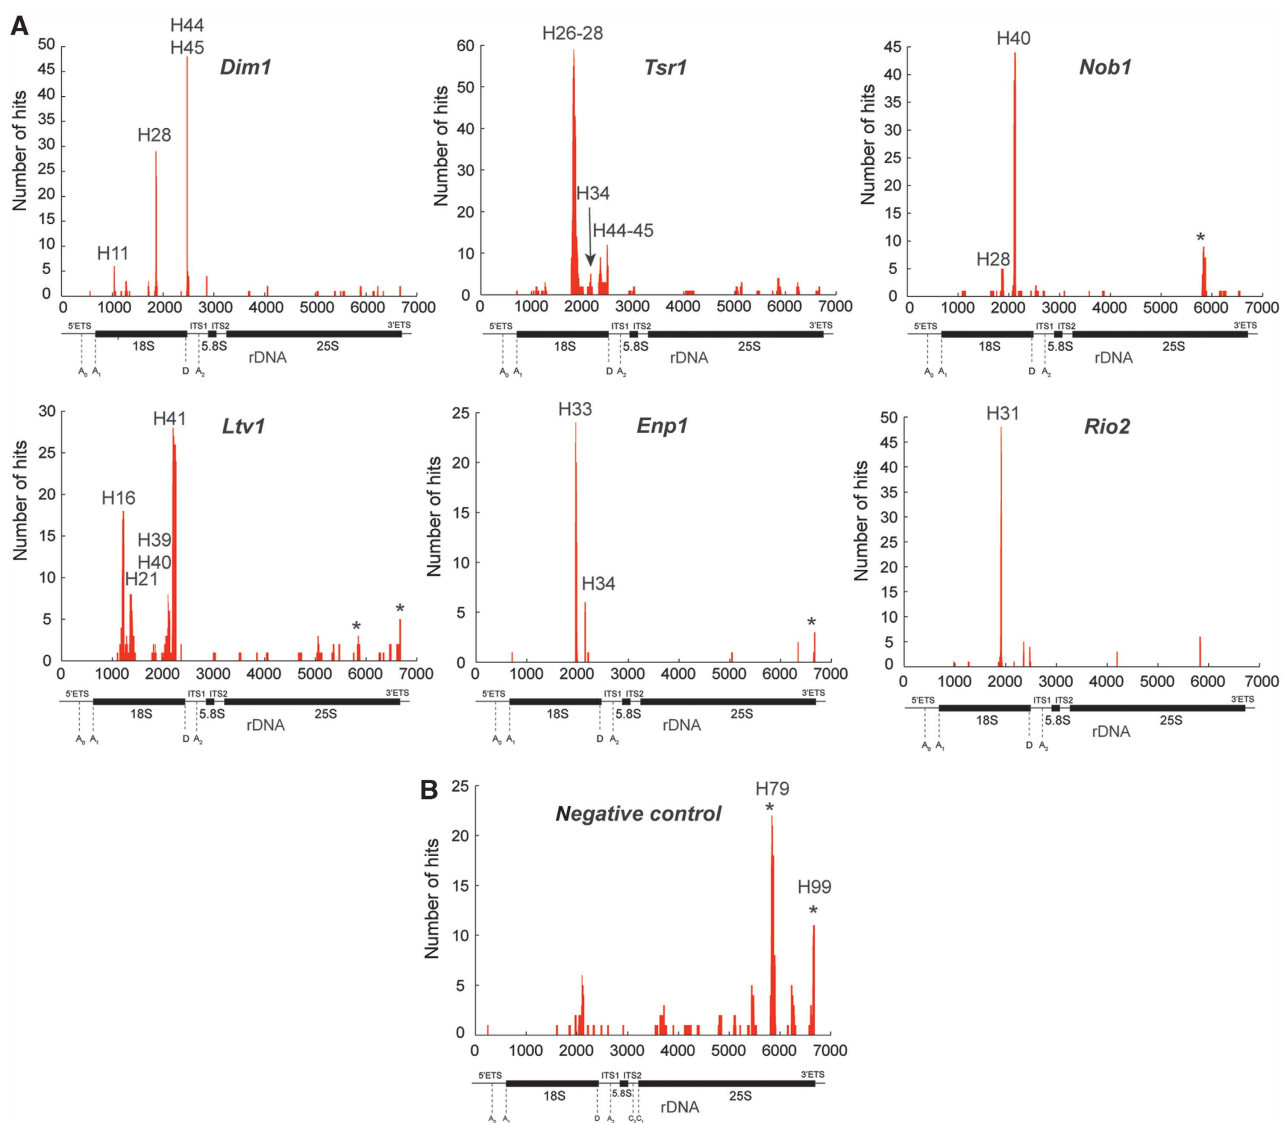 A
Dim1
Number of hits
50
45
40
35
30
25
20
15
10
5
0
H44
H45
H28
H11
0 1000 2000 3000 4000 5000 6000 7000
5'ETS ITS1 ITS2 3'ETS
18S 5.8S 25S
rDNA
A0 A1 D A2
Tsr1
Number of hits
60
50
40
30
20
10
0
H26-28
H34
H44-45
0 1000 2000 3000 4000 5000 6000 7000
5'ETS ITS1 ITS2 3'ETS
18S 5.8S 25S
rDNA
A0 A1 D A2
Nob1
Number of hits
45
40
35
30
25
20
15
10
5
0
H40
H28
*
0 1000 2000 3000 4000 5000 6000 7000
5'ETS ITS1 ITS2 3'ETS
18S 5.8S 25S
rDNA
A0 A1 D A2
Ltv1
Number of hits
30
25
20
15
10
5
0
H41
H16
H39
H40
H21
* *
0 1000 2000 3000 4000 5000 6000 7000
5'ETS ITS1 ITS2 3'ETS
18S 5.8S 25S
rDNA
A0 A1 D A2
Enp1
Number of hits
25
20
15
10
5
0
H33
H34
*
0 1000 2000 3000 4000 5000 6000 7000
5'ETS ITS1 ITS2 3'ETS
18S 5.8S 25S
rDNA
A0 A1 D A2
Rio2
Number of hits
50
45
40
35
30
25
20
15
10
5
0
H31
0 1000 2000 3000 4000 5000 6000 7000
5'ETS ITS1 ITS2 3'ETS
18S 5.8S 25S
rDNA
A0 A1 D A2
B
Negative control
Number of hits
25
20
15
10
5
0
H79
*
H99
*
0 1000 2000 3000 4000 5000 6000 7000
5'ETS ITS1 ITS2 3'ETS
18S 5.8S 25S
rDNA
A1 D A2 C1